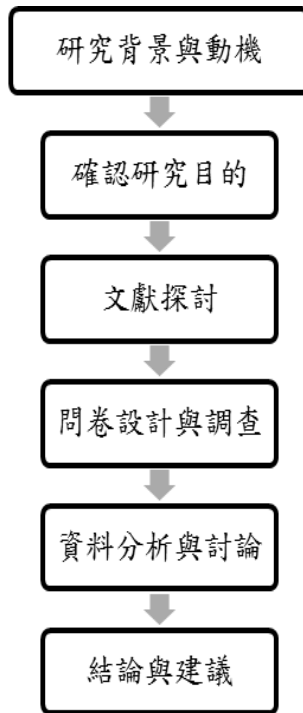 研究背景與動機
確認研究目的
文獻探討
問卷設計與調查
資料分析與討論
結論與建議